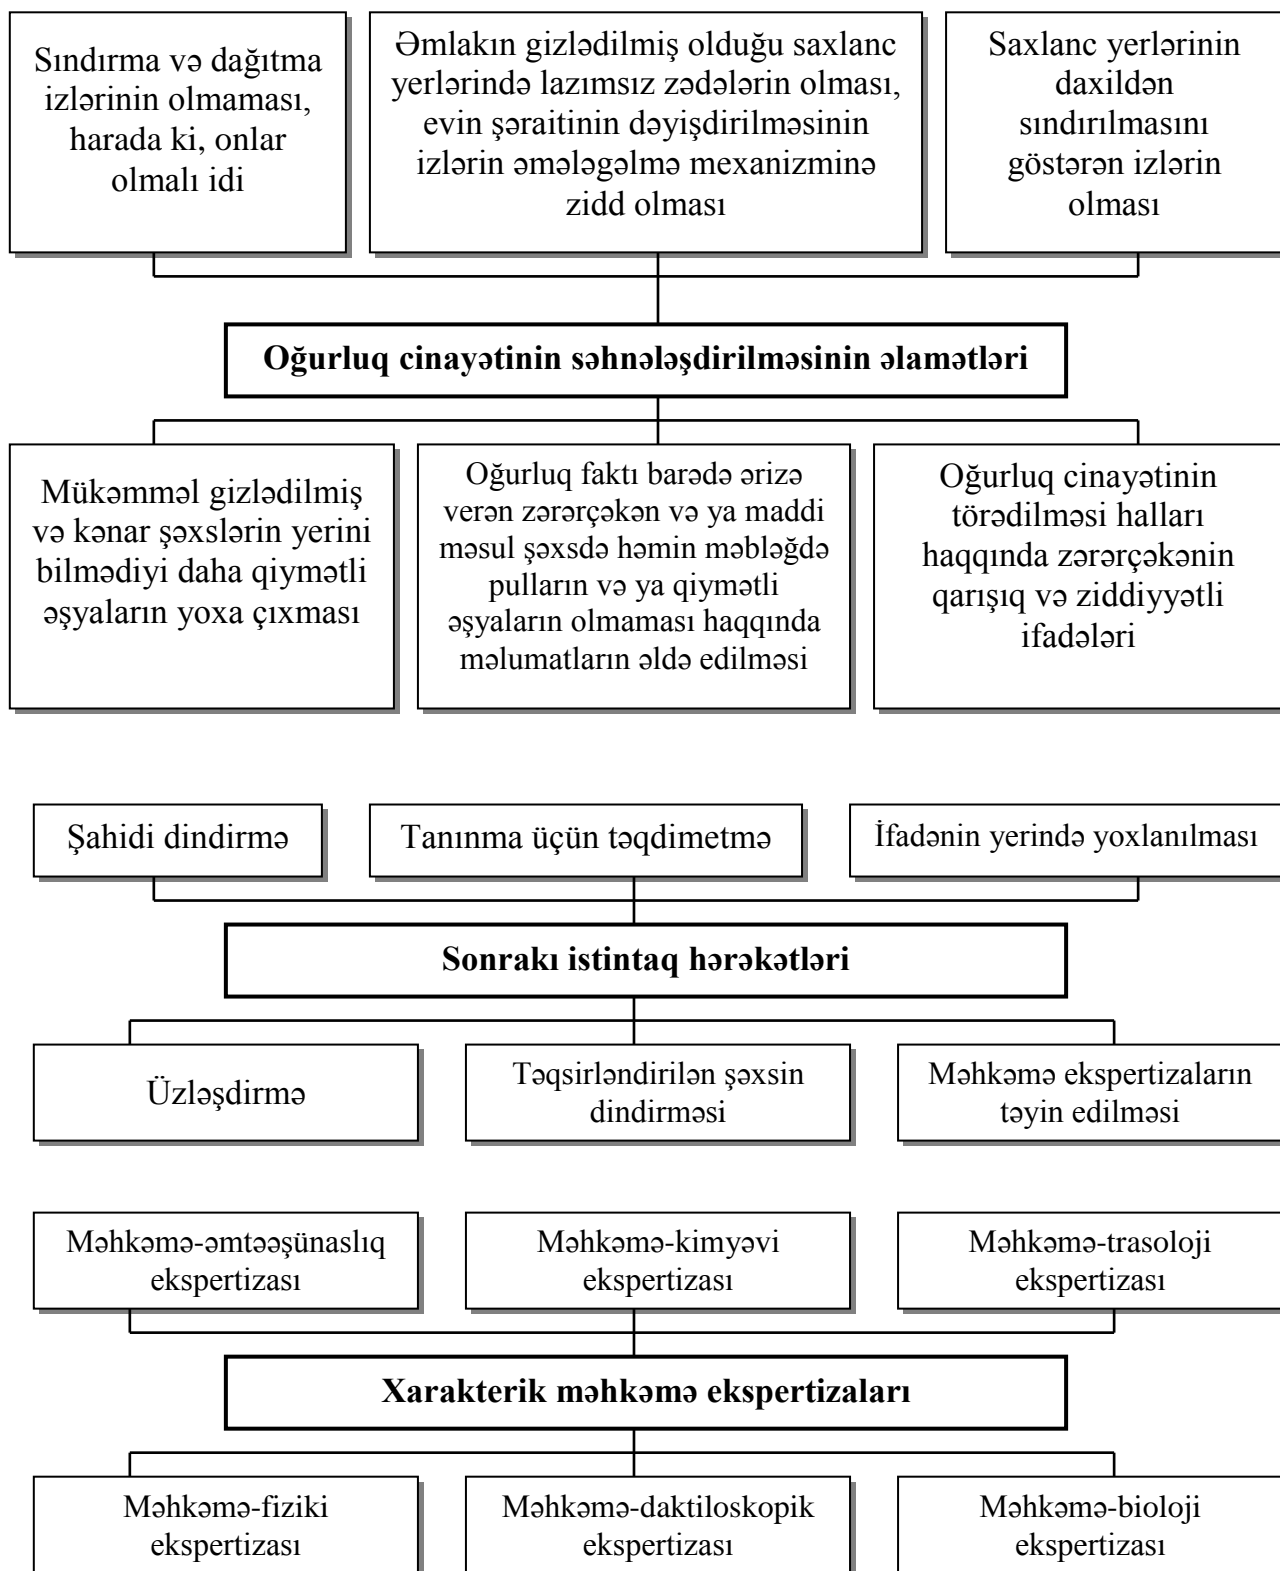 Sındırma və dağıtma
izlərinin olmaması,
harada ki, onlar
olmalı idi
Əmlakın gizlədilmiş olduğu saxlanc
yerlərində lazımsız zədələrin olması,
evin şəraitinin dəyişdirilməsinin
izlərin əmələgəlmə mexanizminə
zidd olması
Saxlanc yerlərinin
daxildən
sındırılmasını
göstərən izlərin
olması
Oğurluq cinayətinin səhnələşdirilməsinin əlamətləri
Mükəmməl gizlədilmiş
və kənar şəxslərin yerini
bilmədiyi daha qiymətli
əşyaların yoxa çıxması
Oğurluq faktı barədə ərizə
verən zərərçəkən və ya maddi
məsul şəxsdə həmin məbləğdə
pulların və ya qiymətli
əşyaların olmaması haqqında
məlumatların əldə edilməsi
Oğurluq cinayətinin
törədilməsi halları
haqqında zərərçəkənin
qarışıq və ziddiyyətli
ifadələri
Şahidi dindirmə
Tanınma üçün təqdimetmə
İfadənin yerində yoxlanılması
Sonrakı istintaq hərəkətləri
Üzləşdirmə
Təqsirləndirilən şəxsin
dindirməsi
Məhkəmə ekspertizaların
təyin edilməsi
Məhkəmə-əmtəəşünaslıq
ekspertizası
Məhkəmə-kimyəvi
ekspertizası
Məhkəmə-trasoloji
ekspertizası
Xarakterik məhkəmə ekspertizaları
Məhkəmə-fiziki
ekspertizası
Məhkəmə-daktiloskopik
ekspertizası
Məhkəmə-bioloji
ekspertizası